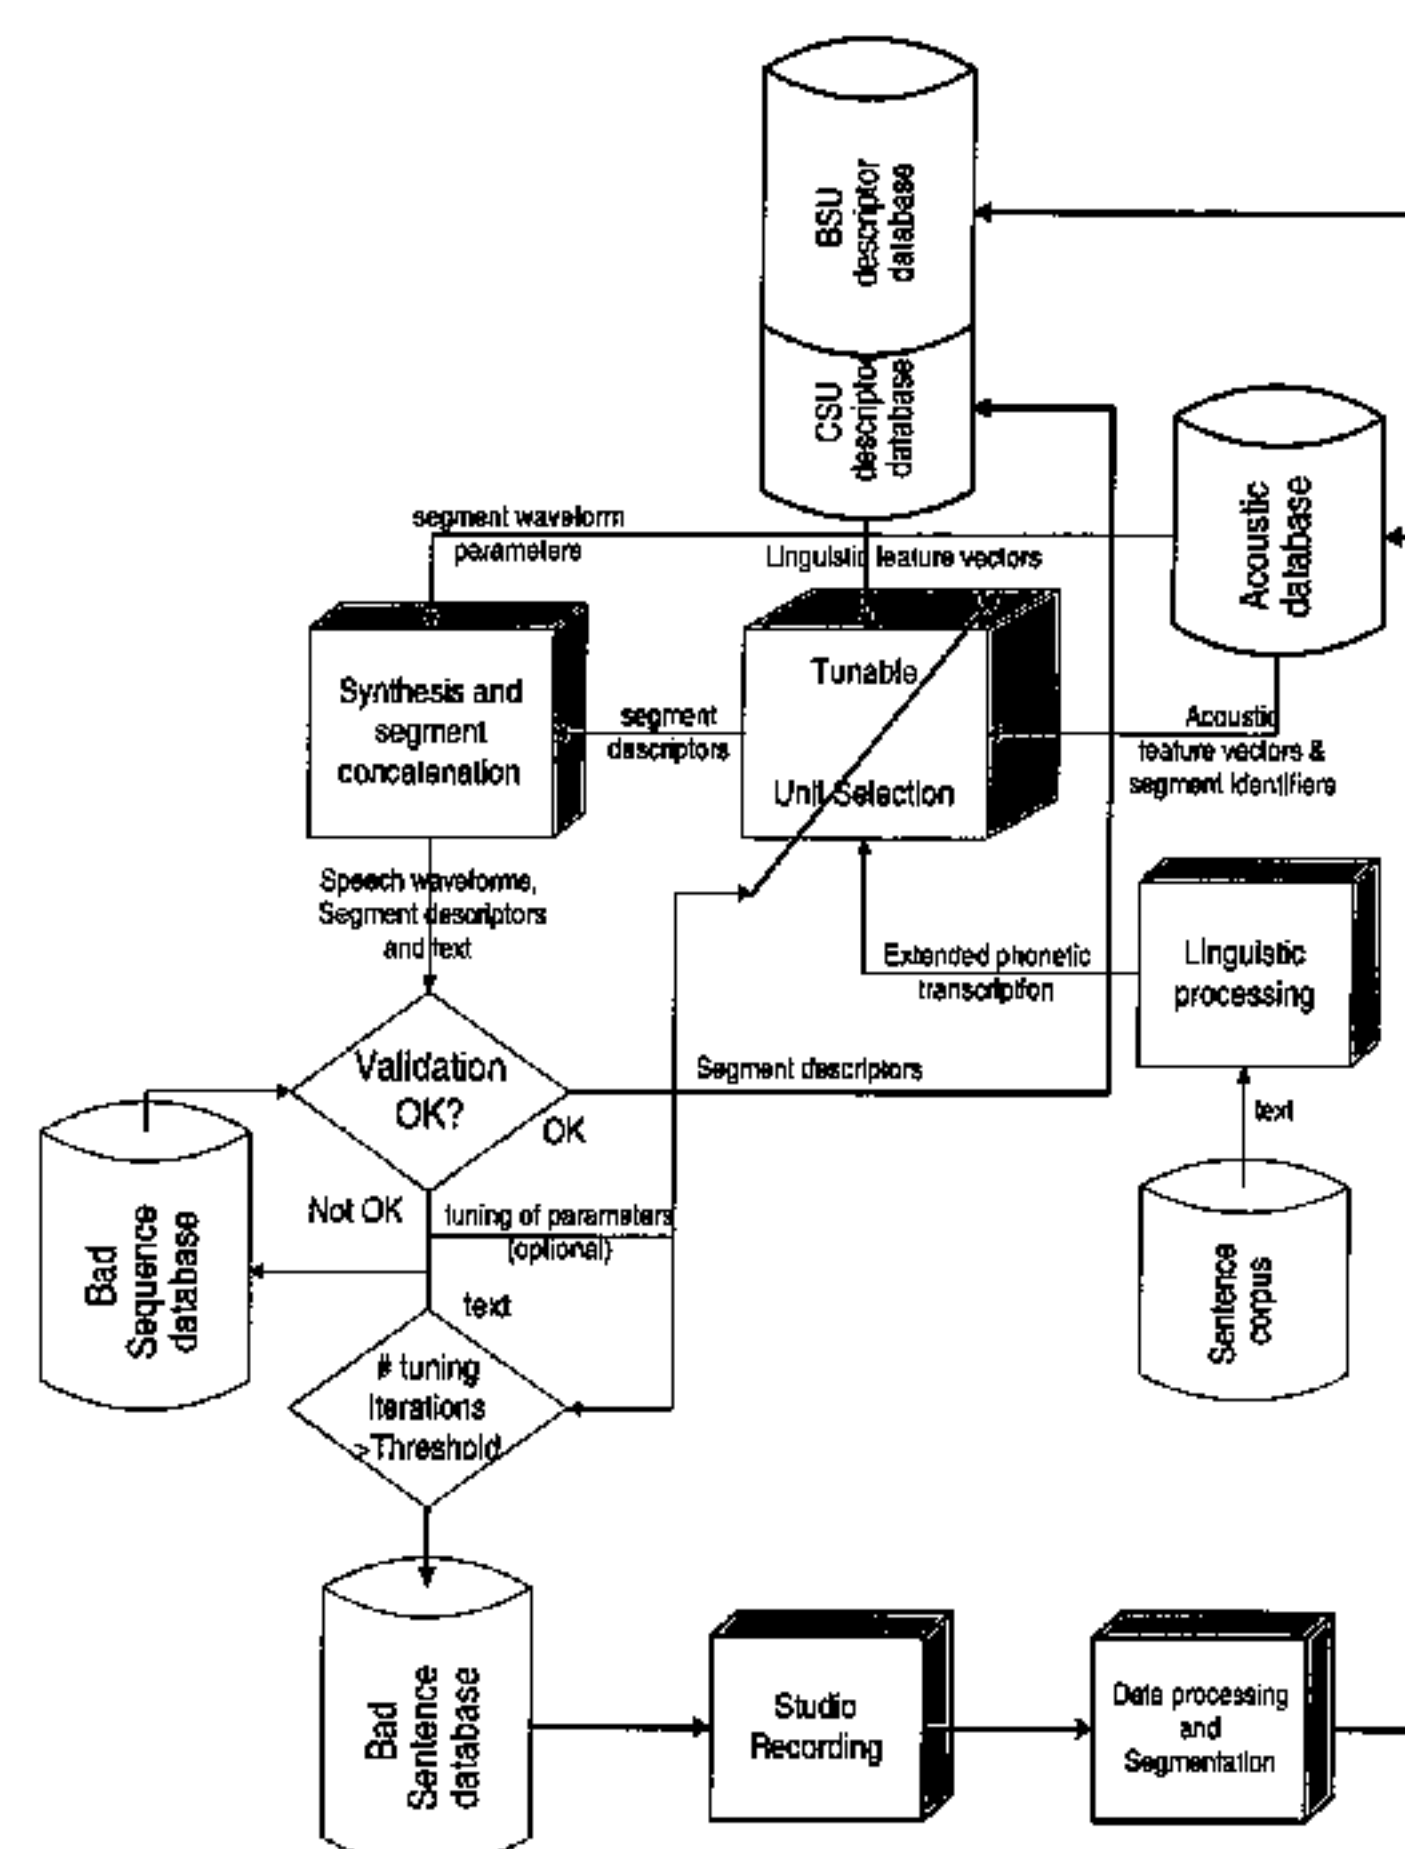 BSU
descriptor
database
CSU
descriptor
database
Acoustic
database
segment waveform
parameters
Linguistic feature vectors
Synthesis and
segment
concatenation
segment
descriptors
Tunable
Unit Selection
Acoustic
feature vectors &
segment identifiers
Speech waveforms,
Segment descriptors
and text
Extended phonetic
transcription
Linguistic
processing
Validation
OK?
OK
Segment descriptors
text
Not OK
tuning of parameters
(optional)
Bad
Sequence
database
text
Sentence
corpus
# tuning
Iterations
>Threshold
Bad
Sentence
database
Studio
Recording
Data processing
and
Segmentation